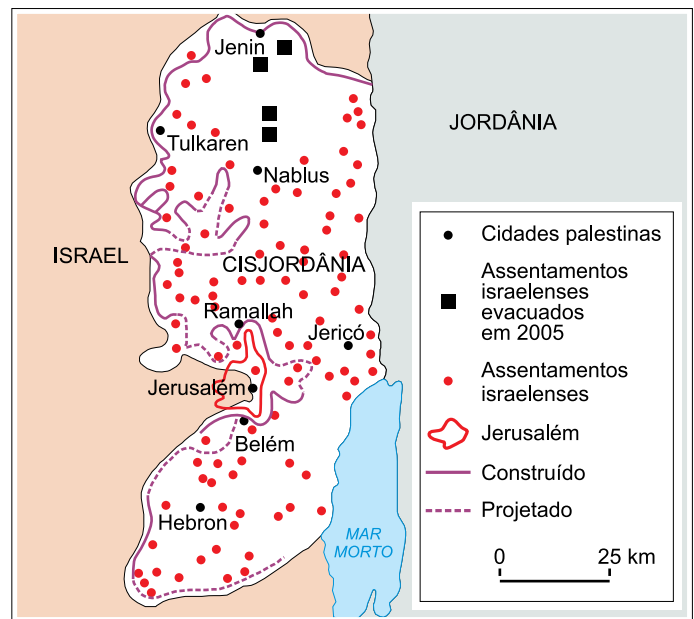 Jenin
JORDÂNIA
Tulkaren
Nablus
ISRAEL
CISJORDÂNIA
Ramallah
Jericó
Jerusalém
Belém
Hebron
MAR
MORTO
Cidades palestinas
Assentamentos
israelenses
evacuados
em 2005
Assentamentos
israelenses
Jerusalém
Construído
Projetado
0 25 km